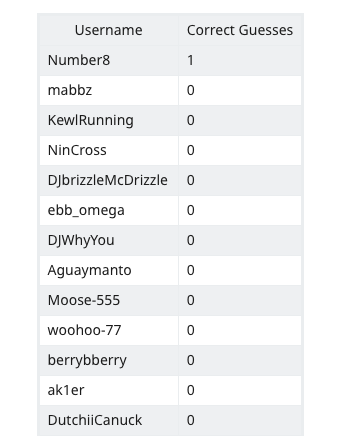 Username Correct Guesses
Number8 1
mabbz 0
KewlRunning 0
NinCross 0
DJbrizzleMcDrizzle 0
ebb_omega 0
DJWhyYou 0
Aguaymanto 0
Moose-555 0
woohoo-77 0
berrybberry 0
ak1er 0
DutchiiCanuck 0